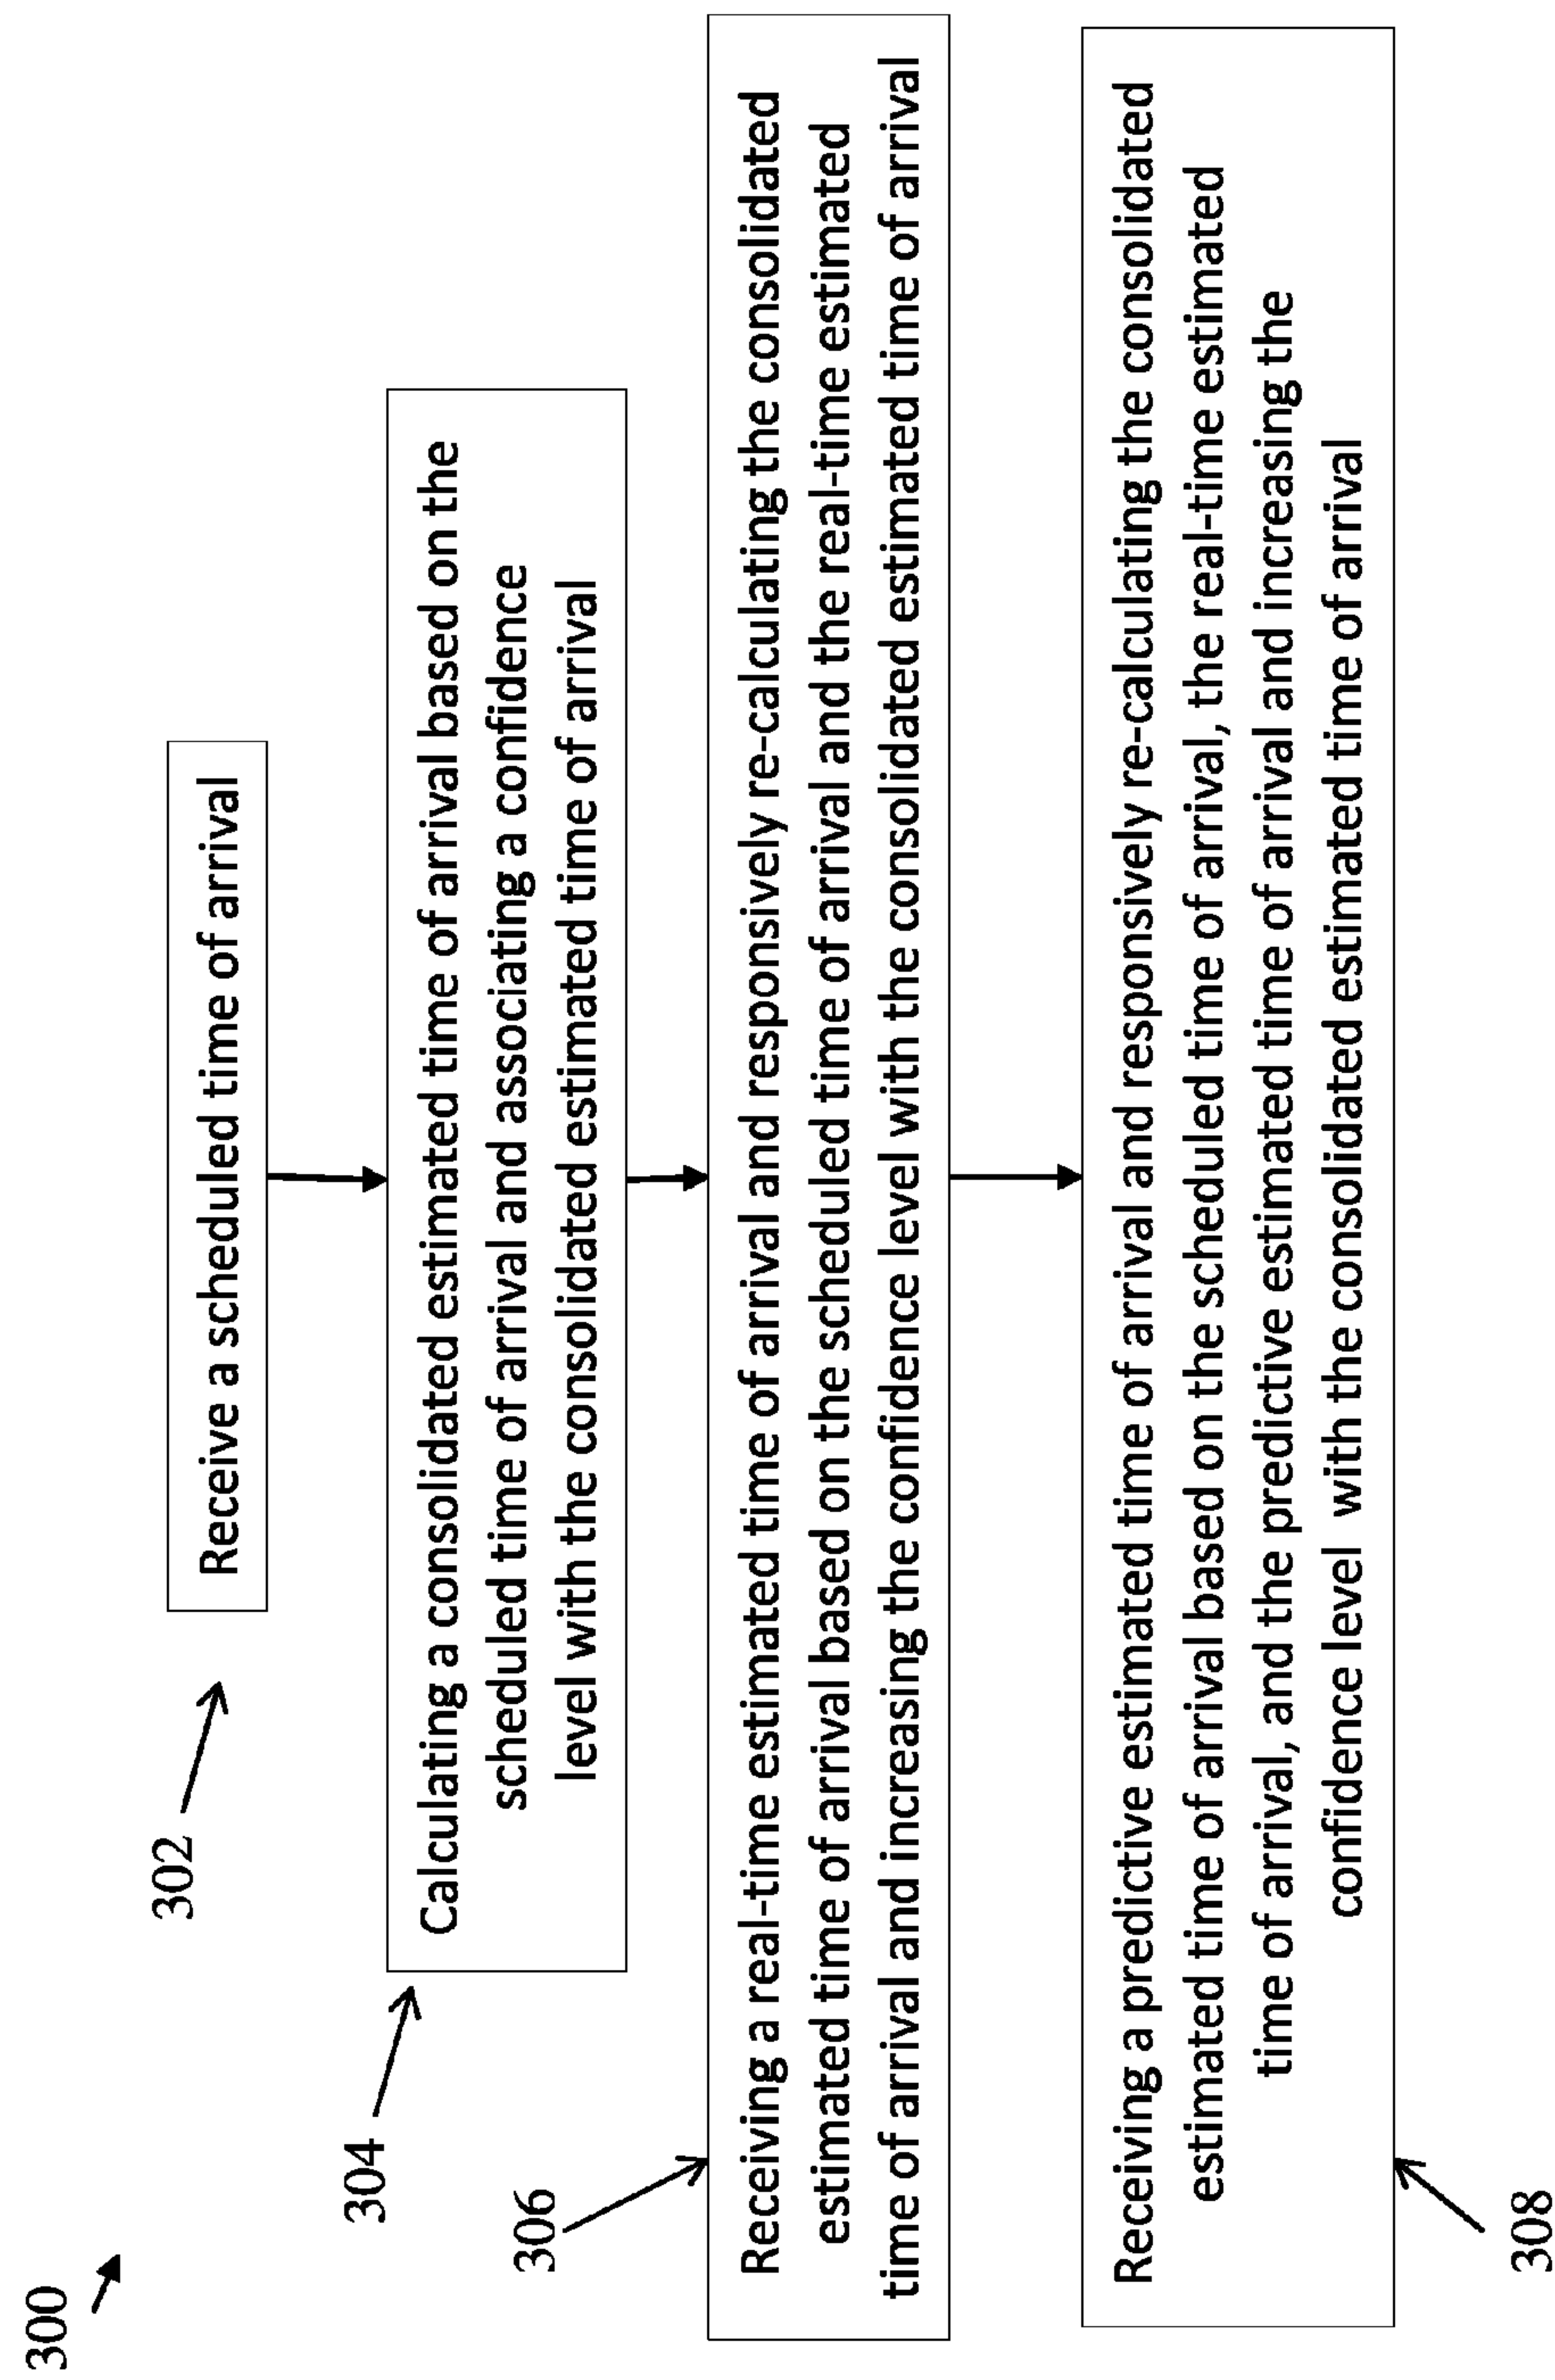 300
302
Receive a scheduled time of arrival
304
Calculating a consolidated estimated time of arrival based on the
scheduled time of arrival and associating a confidence
level with the consolidated estimated time of arrival
306
Receiving a real-time estimated time of arrival and responsively re-calculating the consolidated
estimated time of arrival based on the scheduled time of arrival and the real-time estimated
time of arrival and increasing the confidence level with the consolidated estimated time of arrival
Receiving a predictive estimated time of arrival and responsively re-calculating the consolidated
estimated time of arrival based on the scheduled time of arrival, the real-time estimated
time of arrival, and the predictive estimated time of arrival and increasing the
confidence level with the consolidated estimated time of arrival
308